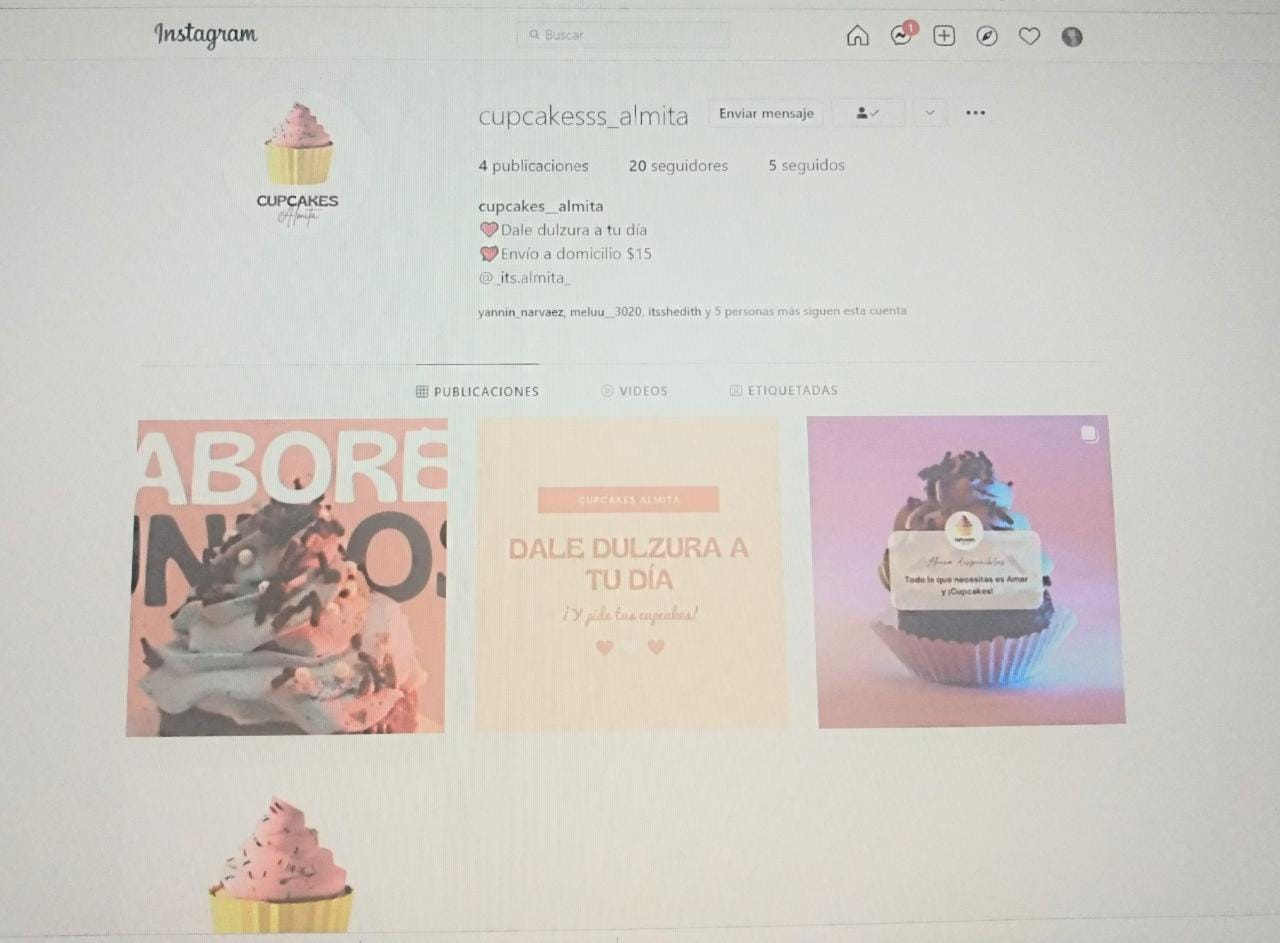 Instagram
Buscar
1
cupcakesss_almita
Enviar mensaje
4 publicaciones
20 seguidores
5 seguidos
cupcakes__almita
Dale dulzura a tu día
Envío a domicilio $15
@_its.almita_
yannin_narvaez, meluu__3020, itsshedith y 5 personas más siguen esta cuenta
CUPCAKES
Almita
PUBLICACIONES
VIDEOS
ETIQUETADAS
ABORE
CUPCAKES ALMITA
DALE DULZURA A
TU DÍA
¡Y pide tus cupcakes!
Ahora disponibles
Todo lo que necesitas es Amor
y ¡Cupcakes!